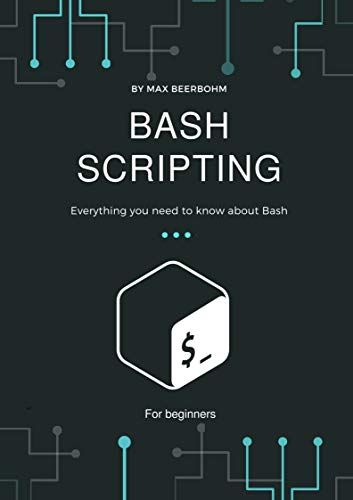 BY MAX BEERBOHM
BASH
SCRIPTING
Everything you need to know about Bash
$_
For beginners